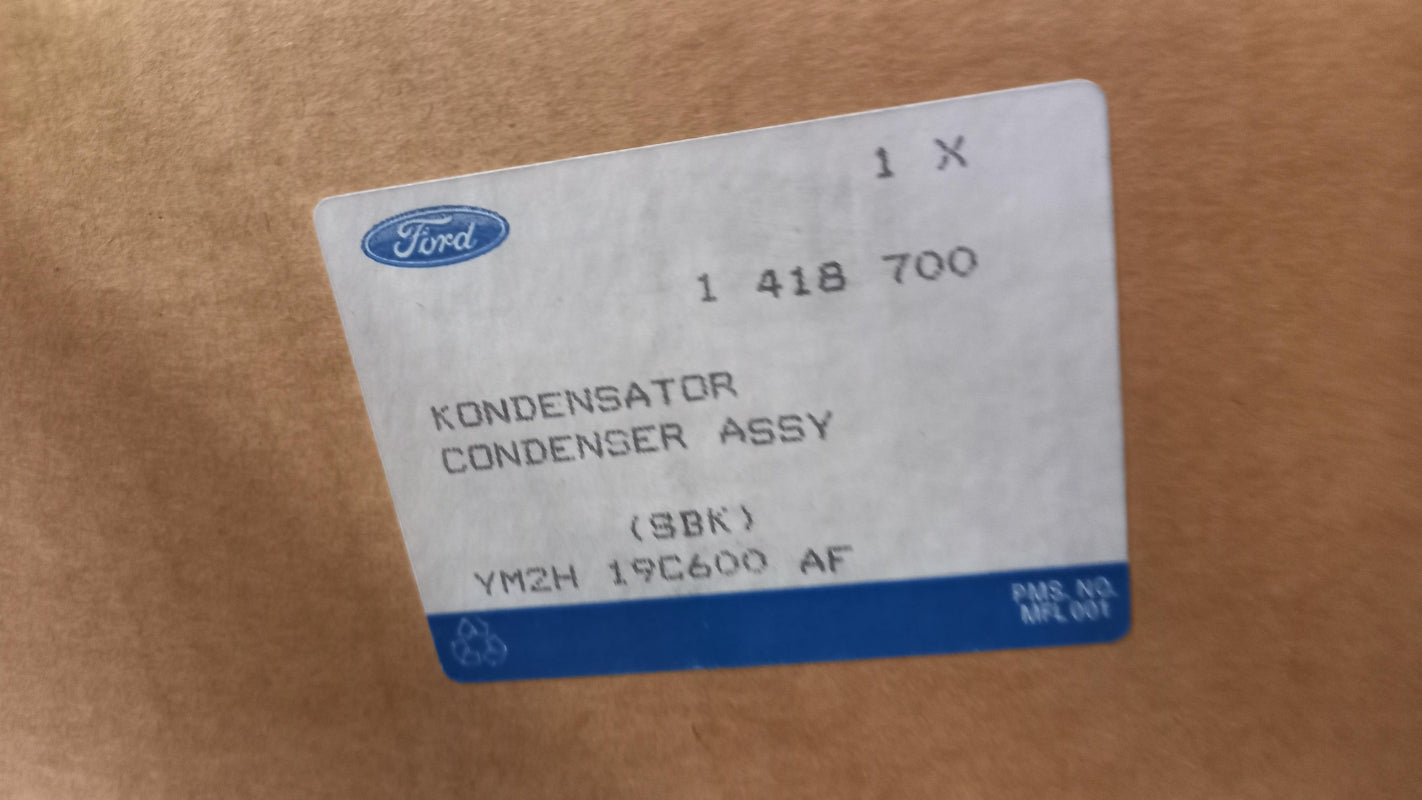 1 X
Ford
1 418 700
KONDENSATOR
CONDENSER ASSY
(SBK)
YM2H 19C600 AF
PMS. NO.
MFL 001